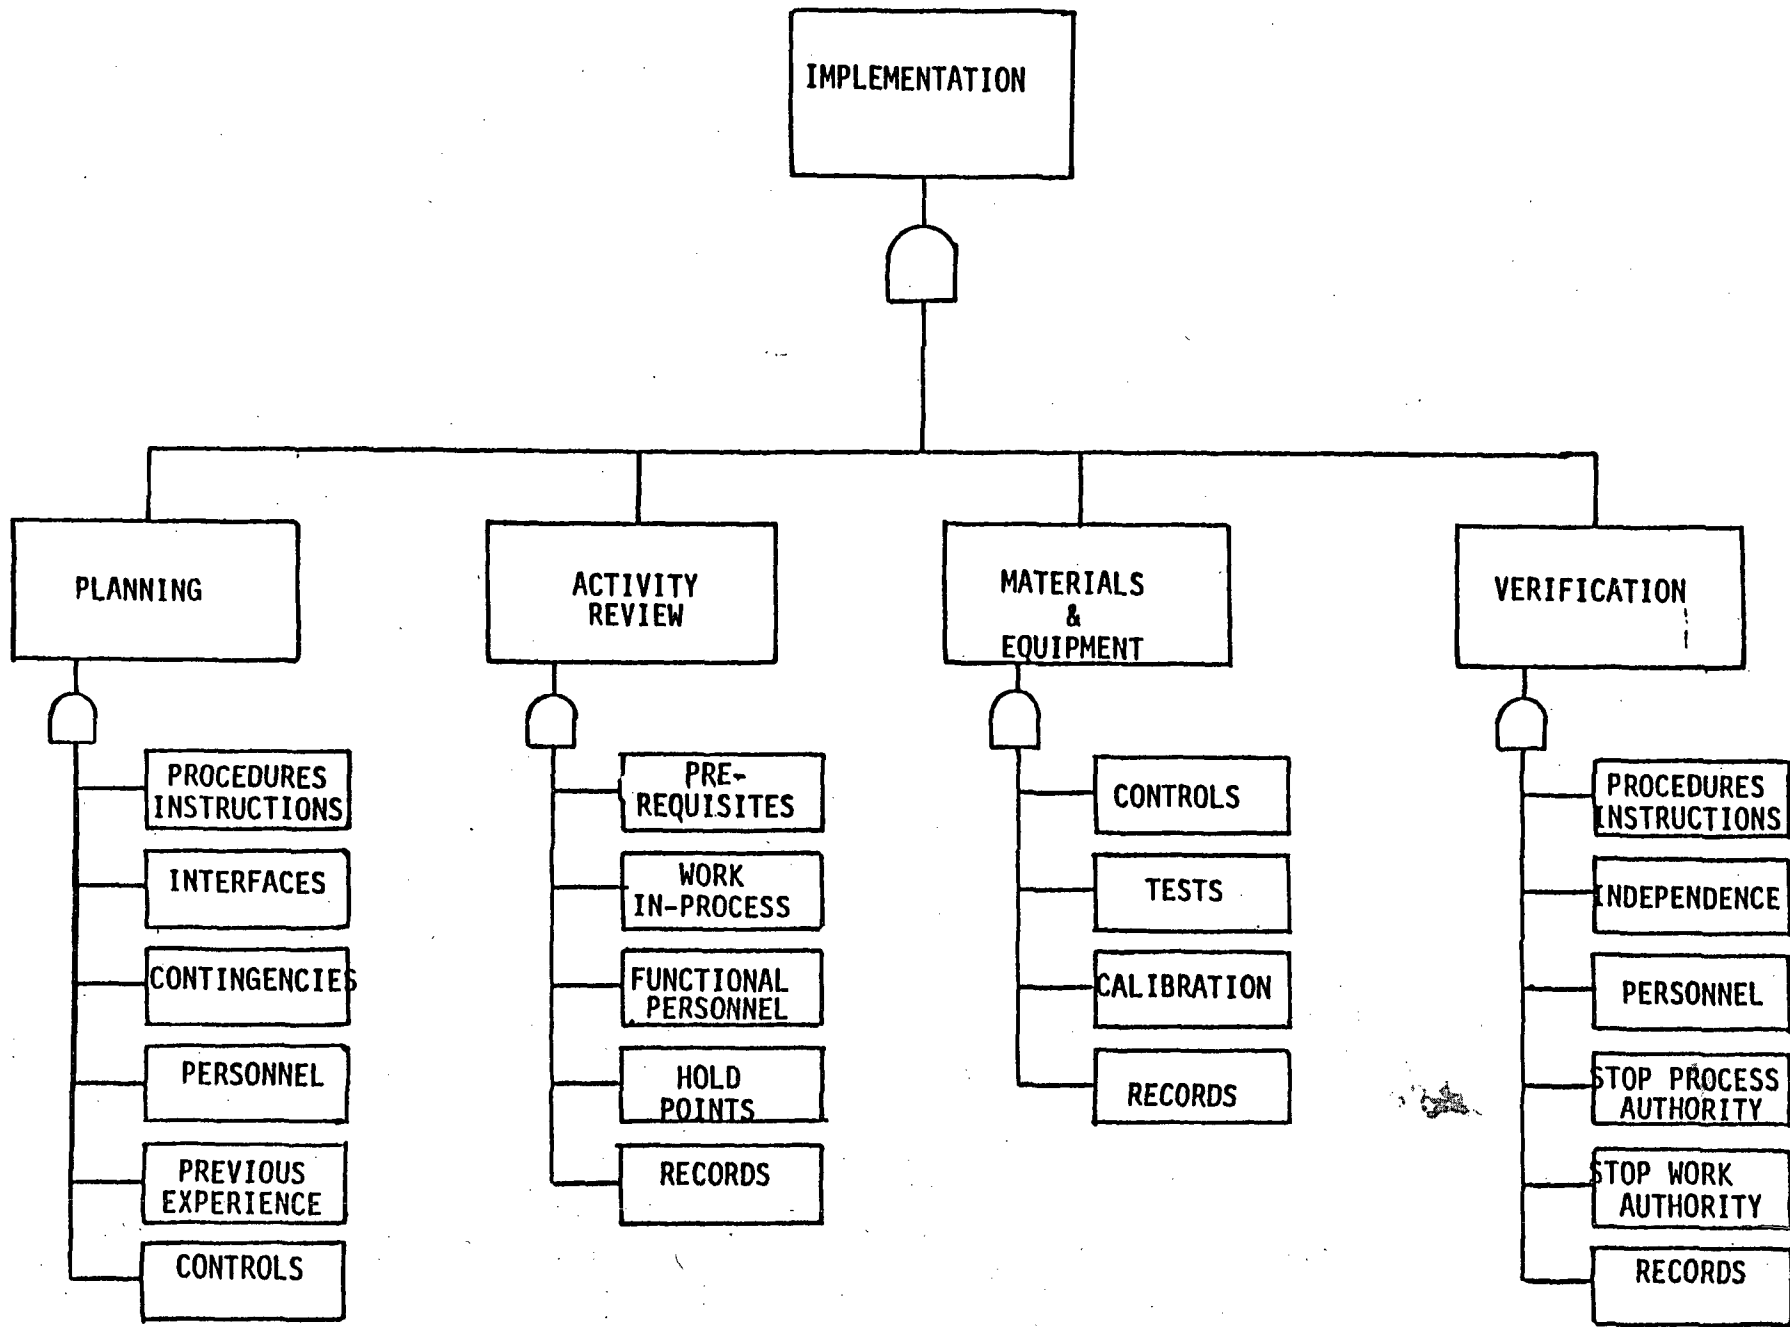 IMPLEMENTATION
PLANNING
PROCEDURES
INSTRUCTIONS
INTERFACES
CONTINGENCIES
PERSONNEL
PREVIOUS
EXPERIENCE
CONTROLS
ACTIVITY
REVIEW
PRE-
REQUISITES
WORK
IN-PROCESS
FUNCTIONAL
PERSONNEL
HOLD
POINTS
RECORDS
MATERIALS
&
EQUIPMENT
CONTROLS
TESTS
CALIBRATION
RECORDS
VERIFICATION
PROCEDURES
INSTRUCTIONS
INDEPENDENCE
PERSONNEL
STOP PROCESS
AUTHORITY
STOP WORK
AUTHORITY
RECORDS